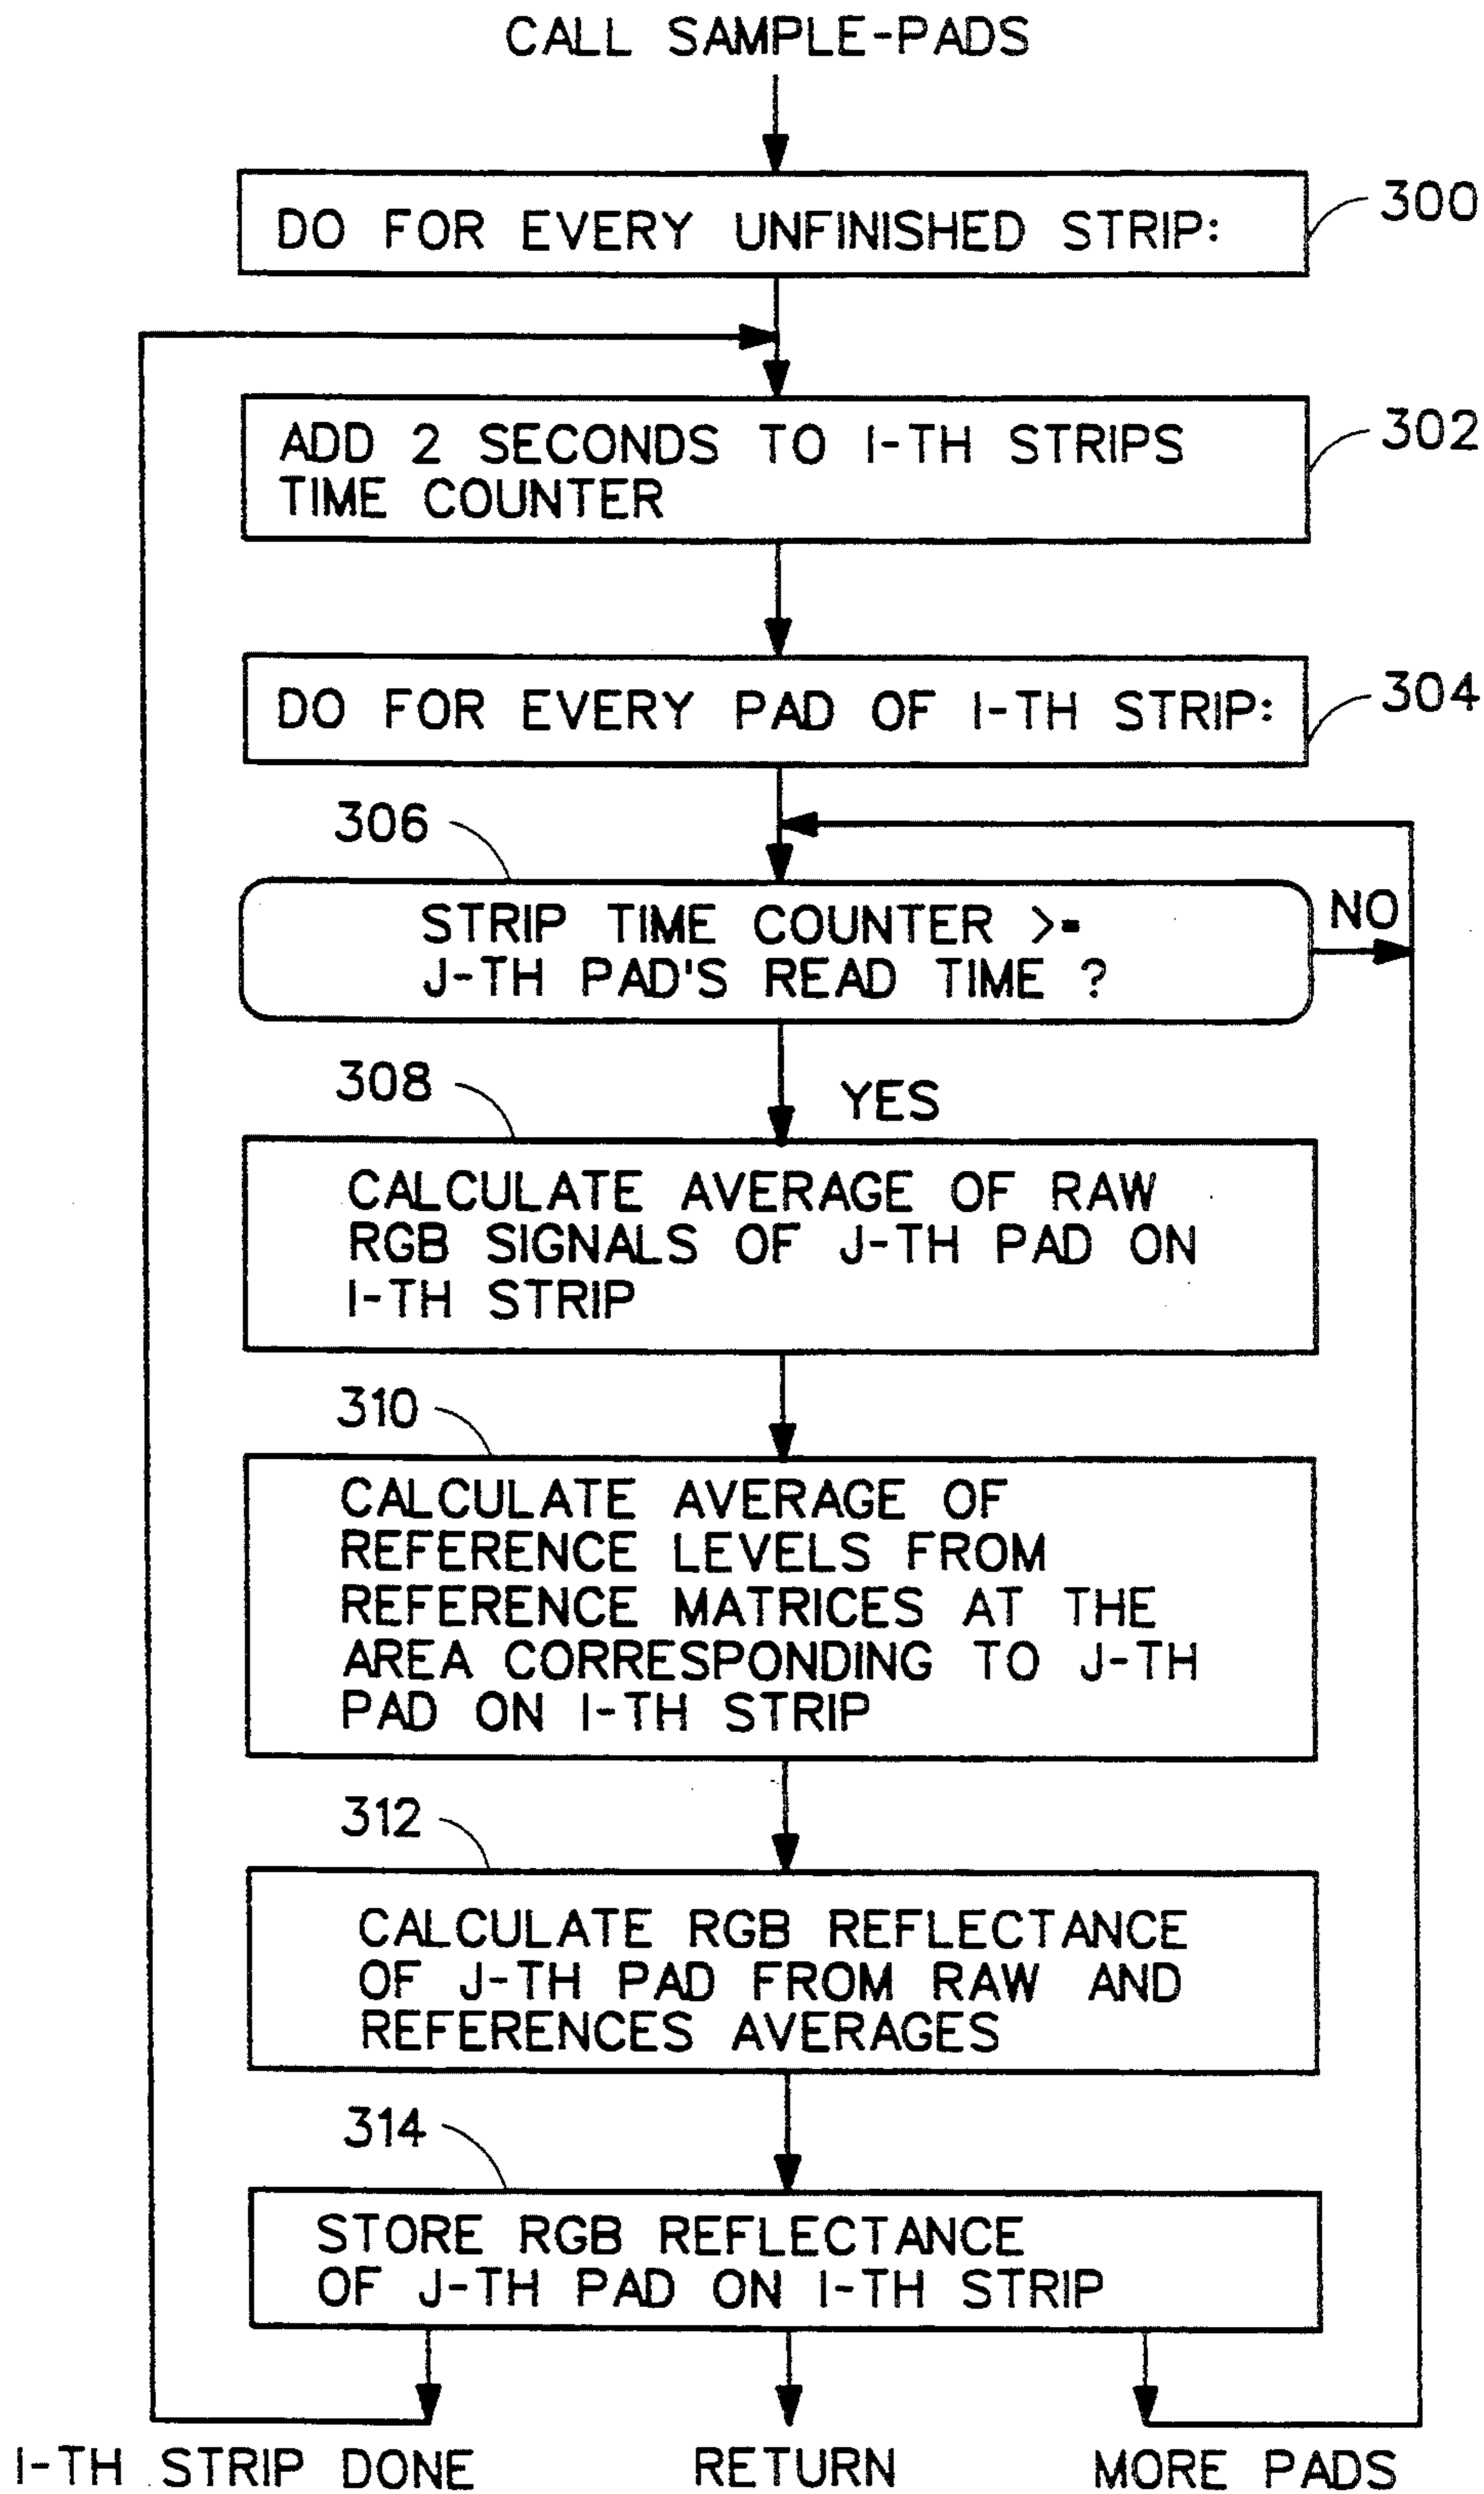 CALL SAMPLE-PADS
DO FOR EVERY UNFINISHED STRIP:
300
ADD 2 SECONDS TO I-TH STRIPS
TIME COUNTER
302
DO FOR EVERY PAD OF I-TH STRIP:
304
306
STRIP TIME COUNTER >=
J-TH PAD'S READ TIME ?
NO
308
YES
CALCULATE AVERAGE OF RAW
RGB SIGNALS OF J-TH PAD ON
I-TH STRIP
310
CALCULATE AVERAGE OF
REFERENCE LEVELS FROM
REFERENCE MATRICES AT THE
AREA CORRESPONDING TO J-TH
PAD ON I-TH STRIP
312
CALCULATE RGB REFLECTANCE
OF J-TH PAD FROM RAW AND
REFERENCES AVERAGES
314
STORE RGB REFLECTANCE
OF J-TH PAD ON I-TH STRIP
I-TH STRIP DONE
RETURN
MORE PADS